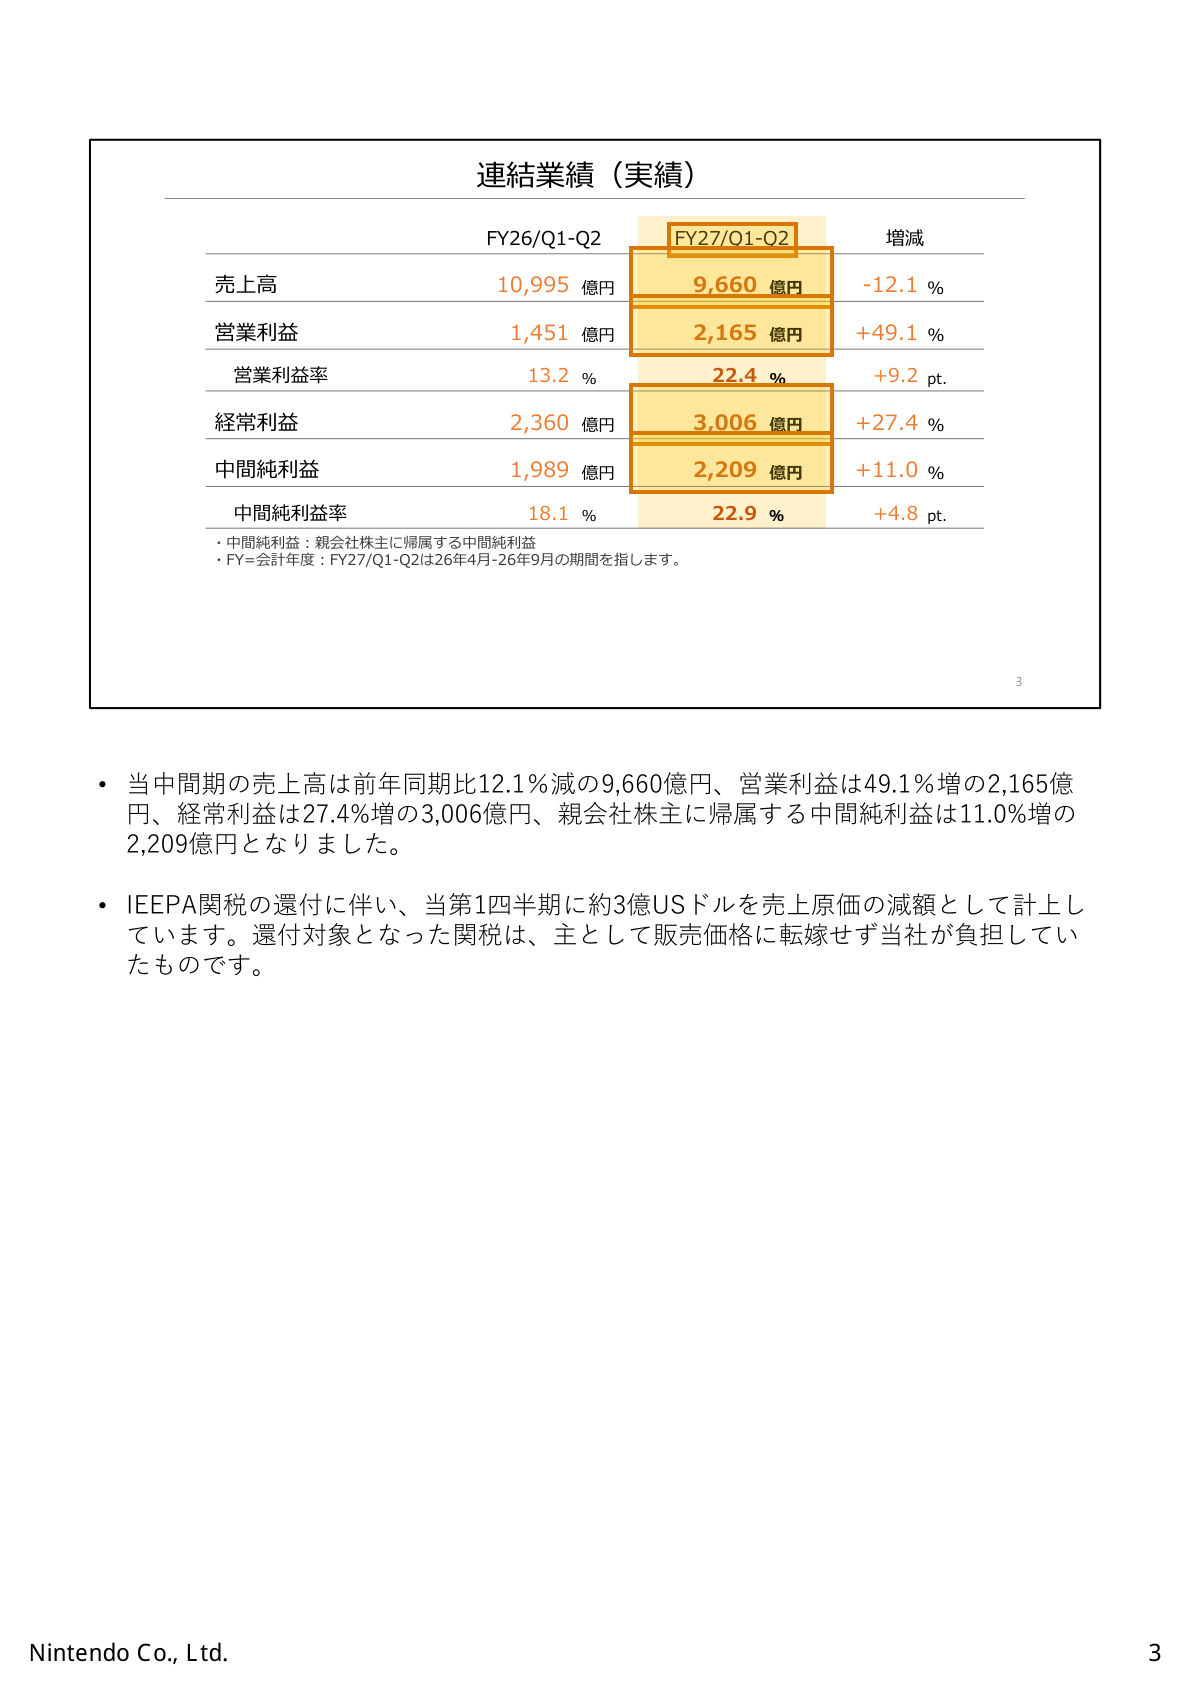 連結業績（実績）
FY26/Q1-Q2 FY27/Q1-Q2 増減
売上高 10,995 億円 9,660 億円 -12.1 %
営業利益 1,451 億円 2,165 億円 +49.1 %
営業利益率 13.2 % 22.4 % +9.2 pt.
経常利益 2,360 億円 3,006 億円 +27.4 %
中間純利益 1,989 億円 2,209 億円 +11.0 %
中間純利益率 18.1 % 22.9 % +4.8 pt.
・中間純利益：親会社株主に帰属する中間純利益
・FY=会計年度：FY27/Q1-Q2は26年4月-26年9月の期間を指します。
3
• 当中間期の売上高は前年同期比12.1％減の9,660億円、営業利益は49.1％増の2,165億
円、経常利益は27.4%増の3,006億円、親会社株主に帰属する中間純利益は11.0%増の
2,209億円となりました。
• IEEPA関税の還付に伴い、当第1四半期に約3億USドルを売上原価の減額として計上し
ています。還付対象となった関税は、主として販売価格に転嫁せず当社が負担してい
たものです。
Nintendo Co., Ltd. 3